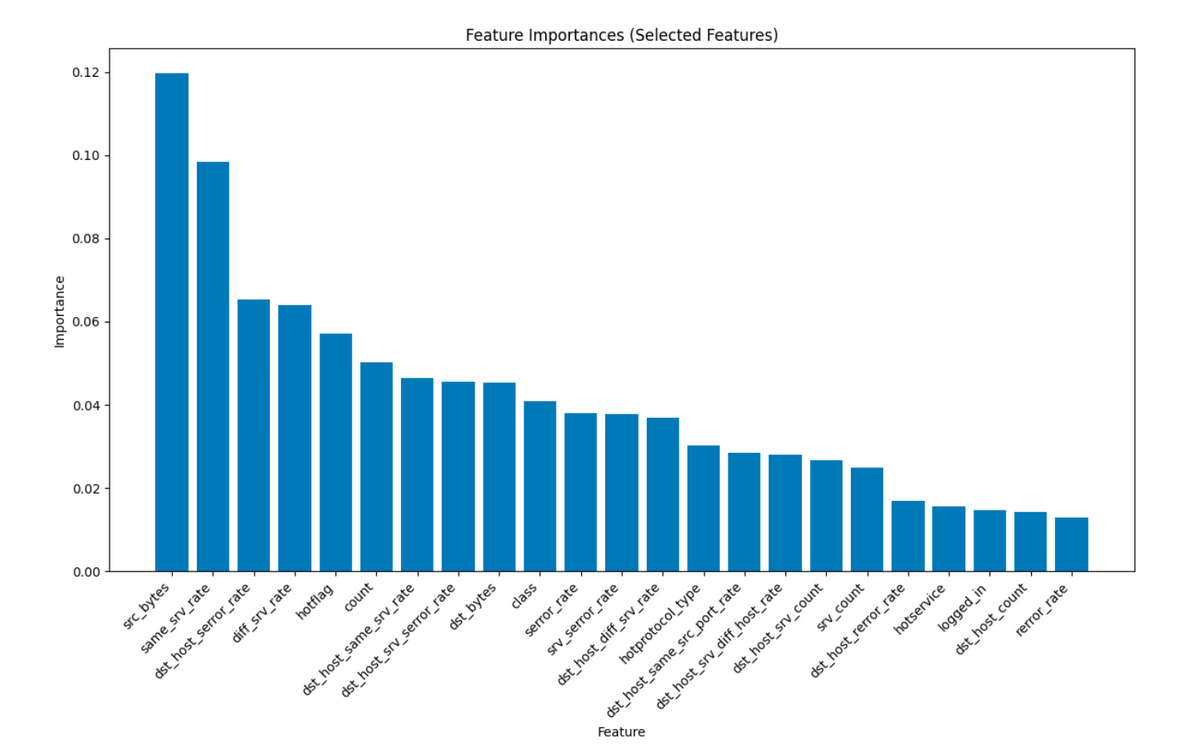 Feature Importances (Selected Features)
0.12
0.10
0.08
0.06
0.04
0.02
0.00
Importance
src_bytes
same_srv_rate
dst_host_serror_rate
diff_srv_rate
hotflag
count
dst_host_same_srv_rate
dst_host_srv_serror_rate
dst_bytes
class
serror_rate
srv_serror_rate
dst_host_diff_srv_rate
hotprotocol_type
dst_host_same_src_port_rate
dst_host_srv_diff_host_rate
dst_host_srv_count
srv_count
dst_host_rerror_rate
hotservice
logged_in
dst_host_count
rerror_rate
Feature